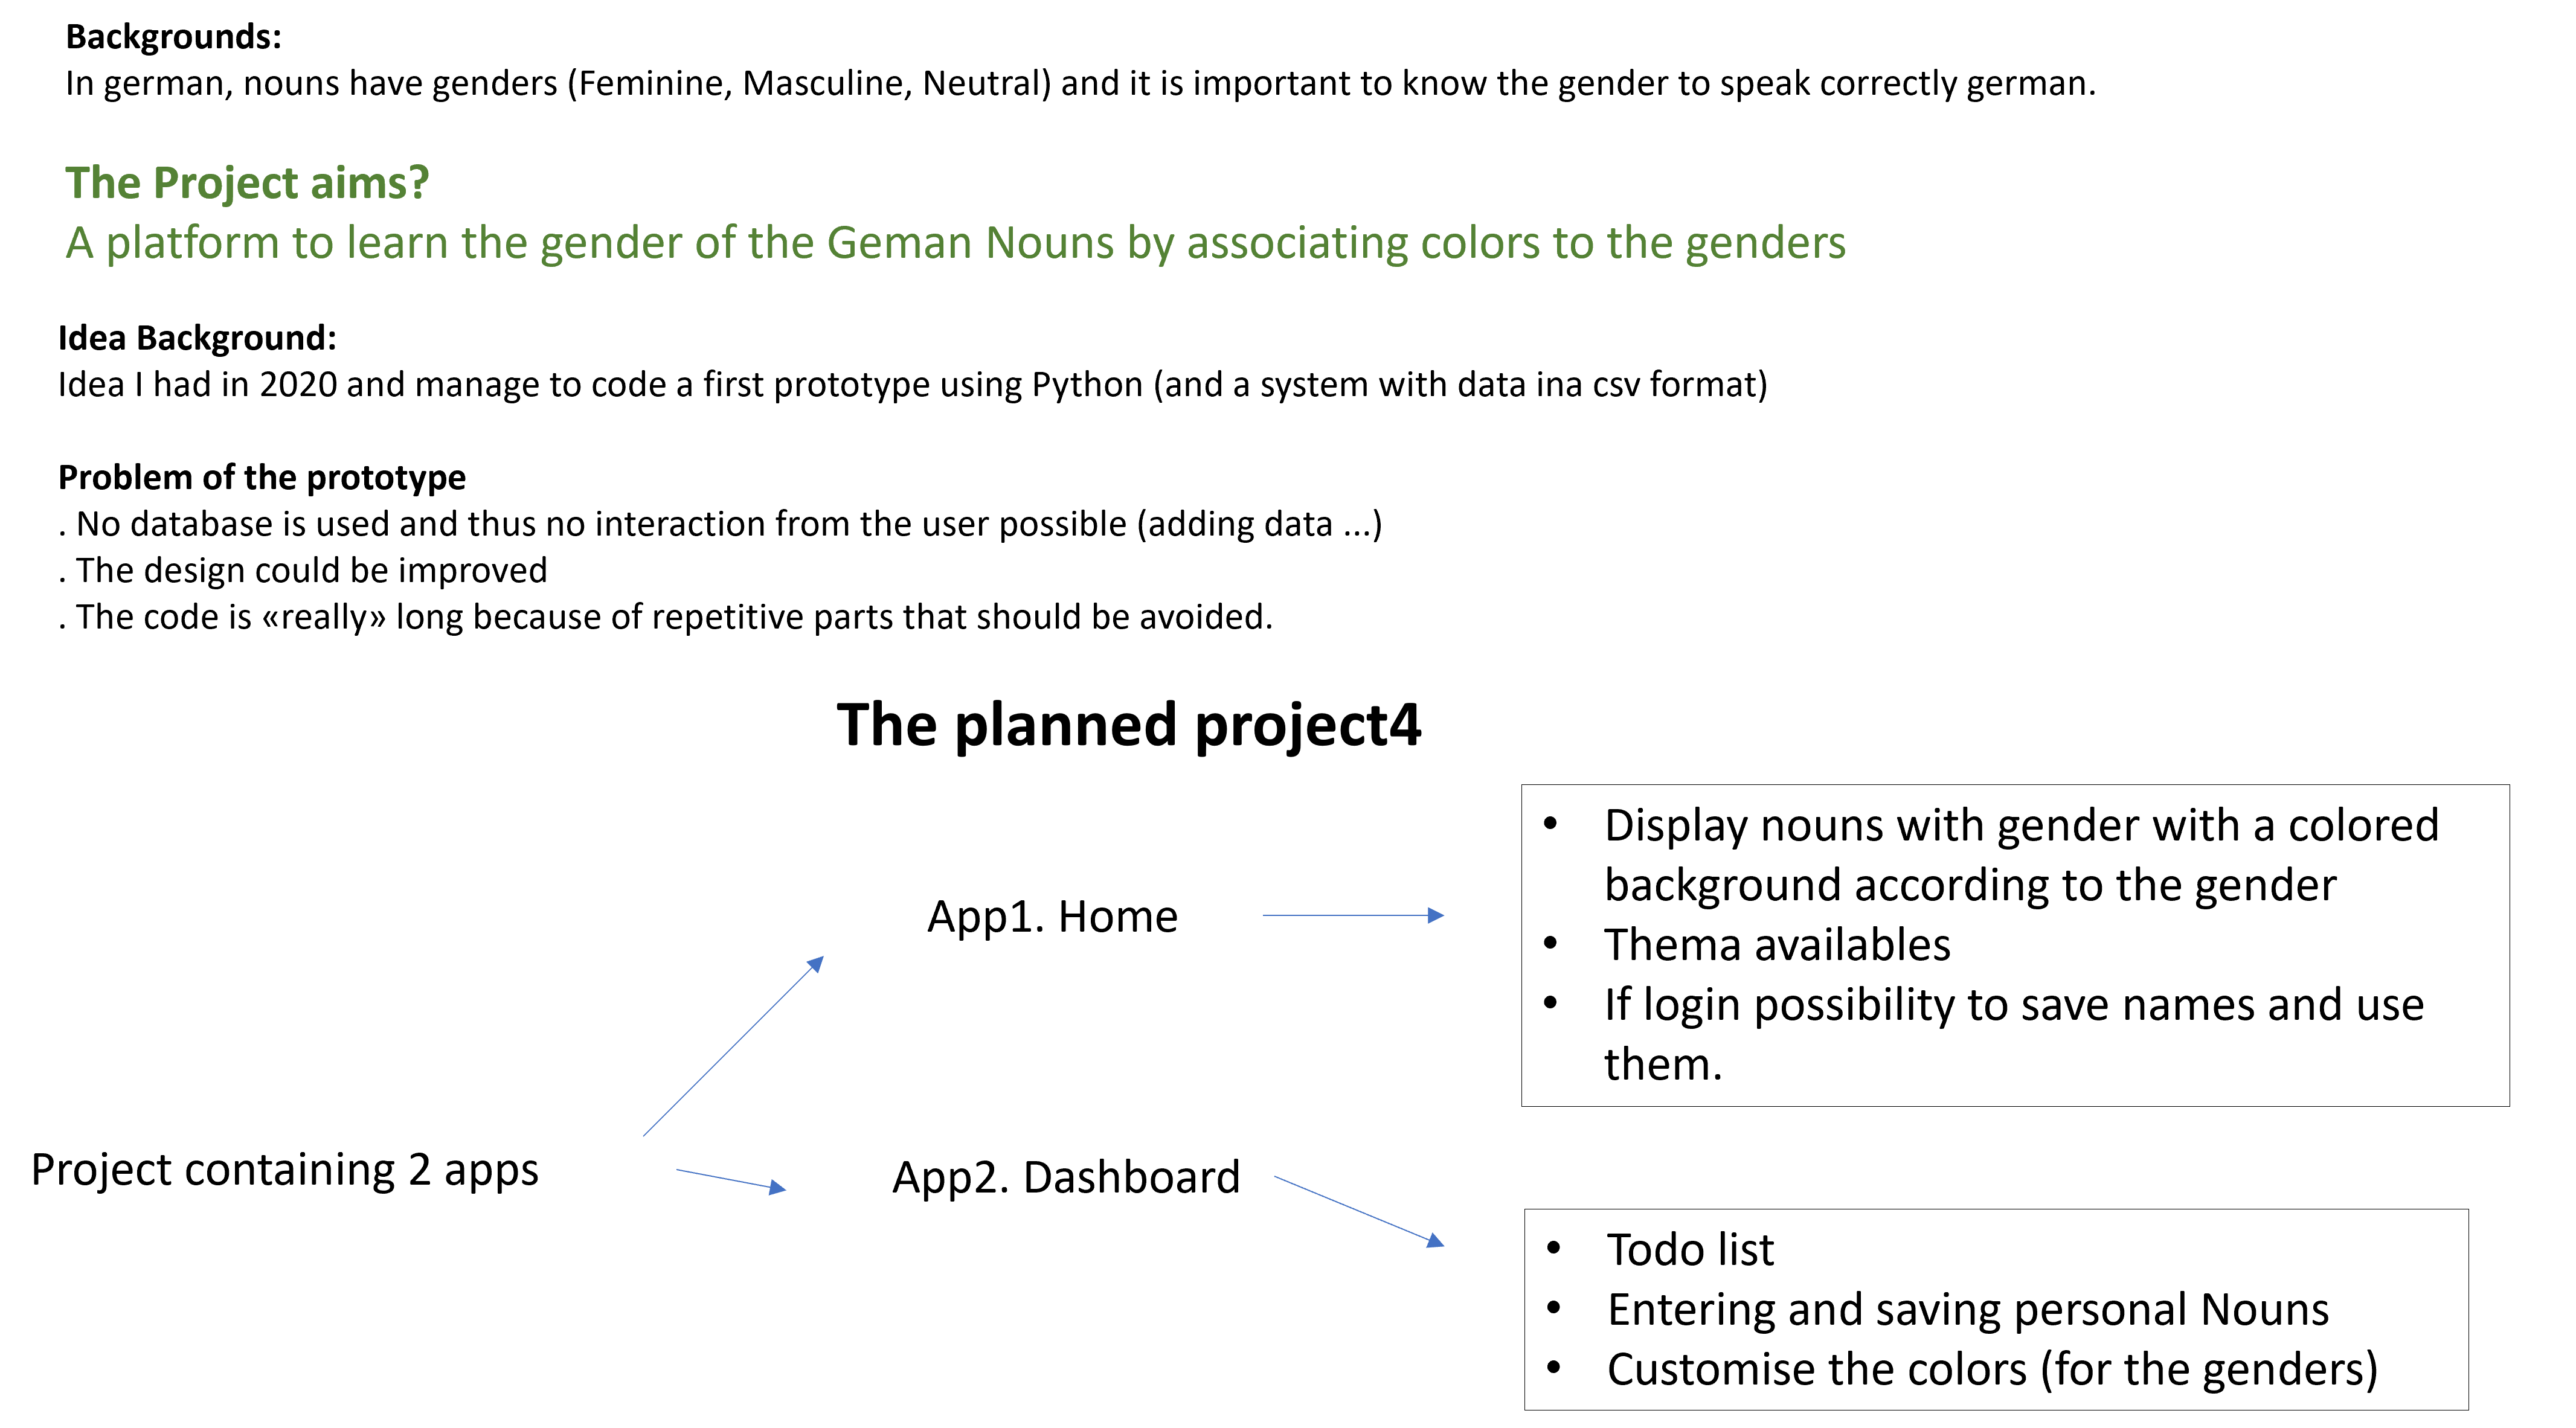 Backgrounds:
In german, nouns have genders (Feminine, Masculine, Neutral) and it is important to know the gender to speak correctly german.
The Project aims?
A platform to learn the gender of the Geman Nouns by associating colors to the genders
Idea Background:
Idea I had in 2020 and manage to code a first prototype using Python (and a system with data ina csv format)
Problem of the prototype
. No database is used and thus no interaction from the user possible (adding data ...)
. The design could be improved
. The code is «really» long because of repetitive parts that should be avoided.
The planned project4
Project containing 2 apps
App1. Home
• Display nouns with gender with a colored
background according to the gender
• Thema availables
• If login possibility to save names and use
them.
App2. Dashboard
• Todo list
• Entering and saving personal Nouns
• Customise the colors (for the genders)